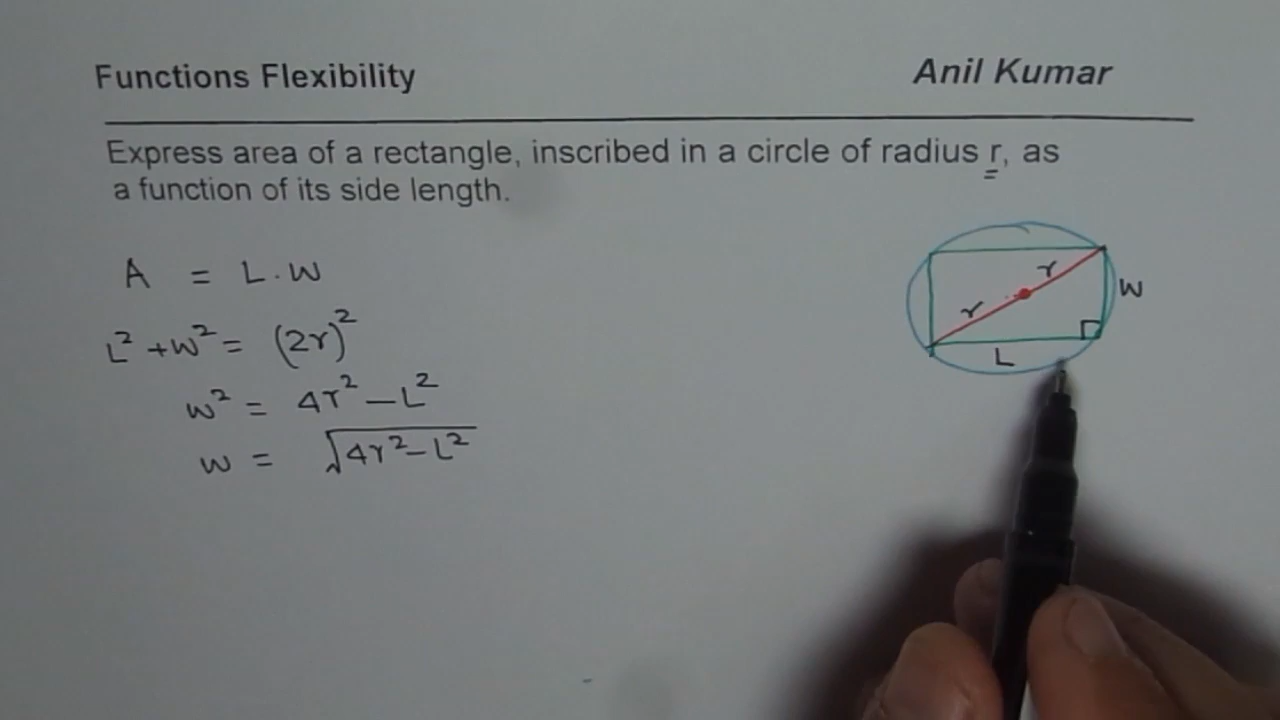 Functions Flexibility
Anil Kumar
Express area of a rectangle, inscribed in a circle of radius r, as
a function of its side length.
A = L . W
L² + W² = (2r)²
W² = 4r² – L²
W = √4r² – L²
r
r
W
L